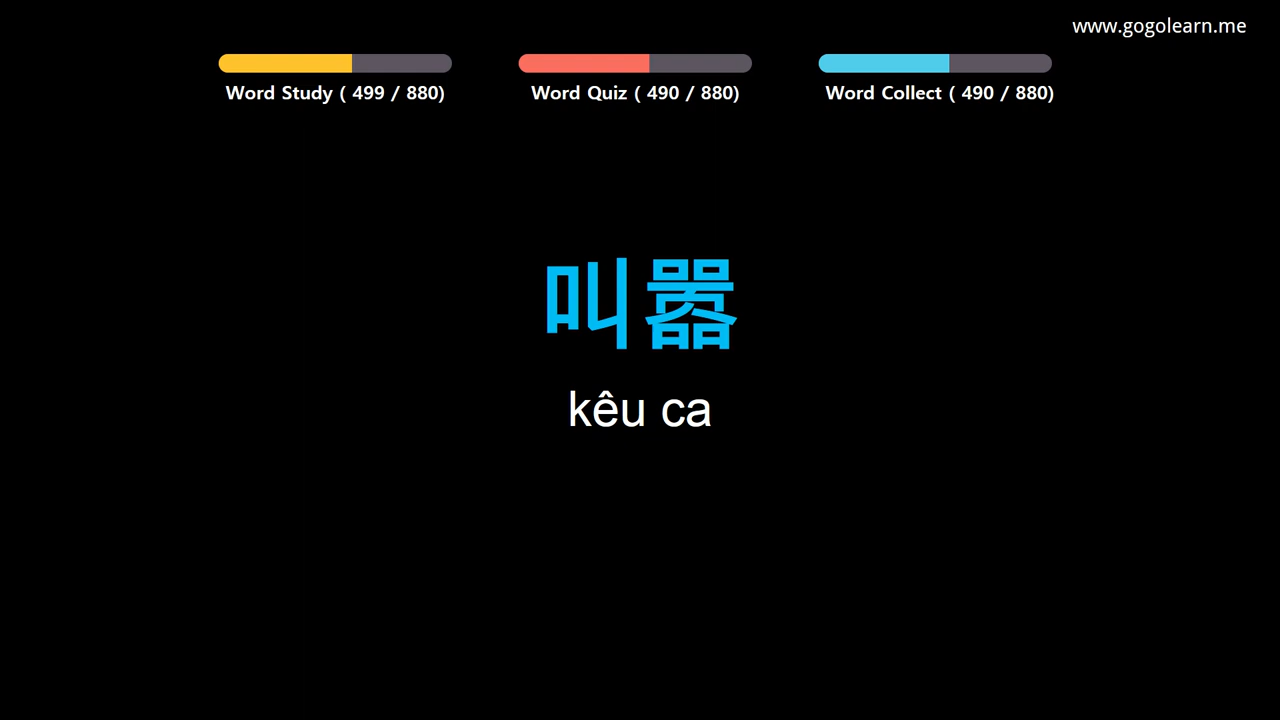 www.gogolearn.me
Word Study ( 499 / 880)
Word Quiz ( 490 / 880)
Word Collect ( 490 / 880)
叫嚣
kêu ca